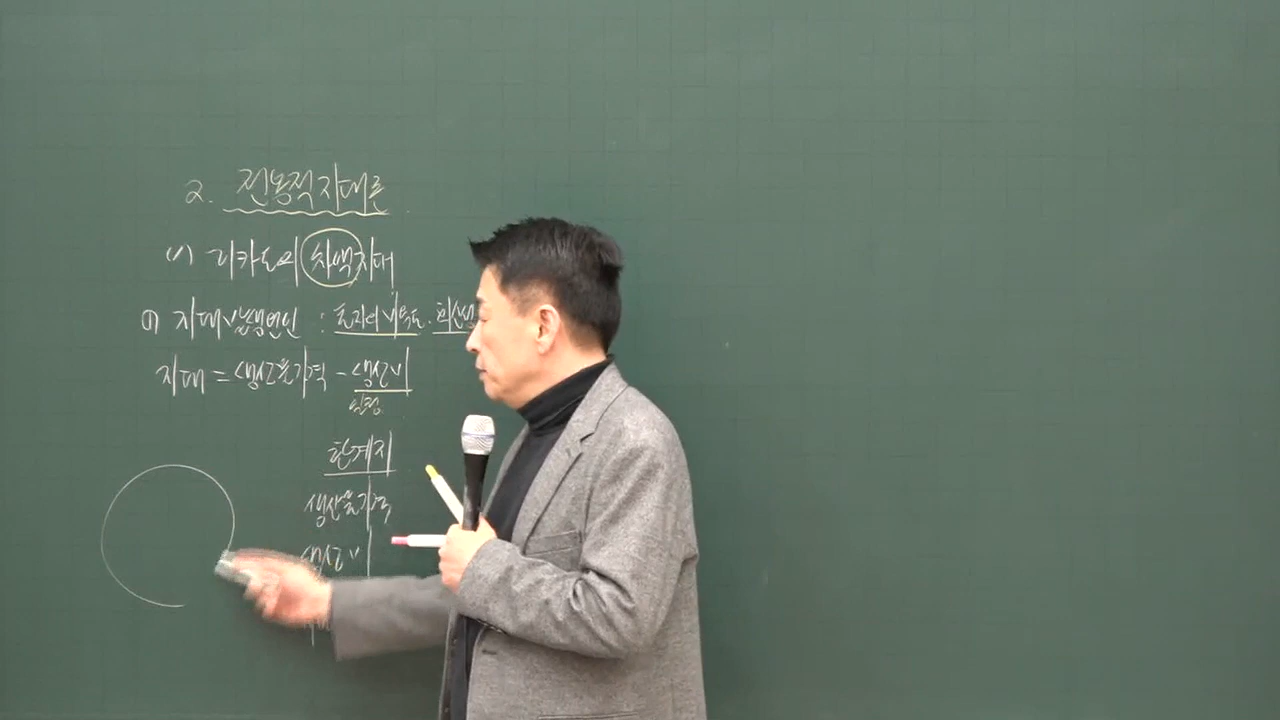 2. 전통적 지대론
(1) 리카도의 차액지대
① 지대발생원인 : 토지의 비옥도. 희소성
지대 = 생산물가격 - 생산비
일정
한계지
생산물가격
생산비